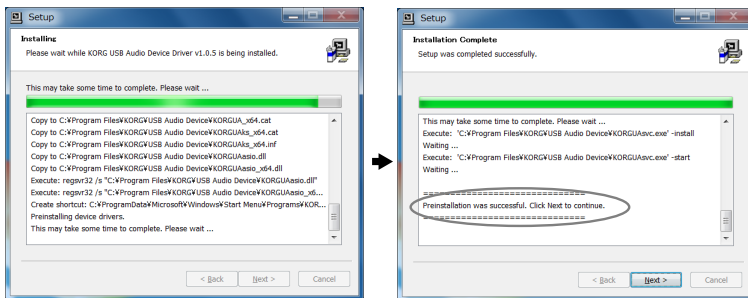 Setup
Installing
Please wait while KORG USB Audio Device Driver v1.0.5 is being installed.
This may take some time to complete. Please wait ...
Copy to C:¥Program Files¥KORG¥USB Audio Device¥KORGUA_x64.cat
Copy to C:¥Program Files¥KORG¥USB Audio Device¥KORGUAks_x64.cat
Copy to C:¥Program Files¥KORG¥USB Audio Device¥KORGUAks_x64.inf
Copy to C:¥Program Files¥KORG¥USB Audio Device¥KORGUAasio.dll
Copy to C:¥Program Files¥KORG¥USB Audio Device¥KORGUAasio_x64.dll
Execute: regsvr32 /s "C:¥Program Files¥KORG¥USB Audio Device¥KORGUAasio.dll"
Execute: regsvr32 /s "C:¥Program Files¥KORG¥USB Audio Device¥KORGUAasio_x6...
Create shortcut: C:¥ProgramData¥Microsoft¥Windows¥Start Menu¥Programs¥KOR...
Preinstalling device drivers.
This may take some time to complete. Please wait ...
< Back Next > Cancel
Setup
Installation Complete
Setup was completed successfully.
This may take some time to complete. Please wait ...
Execute: 'C:¥Program Files¥KORG¥USB Audio Device¥KORGUAsvc.exe' -install
Waiting ...
Execute: 'C:¥Program Files¥KORG¥USB Audio Device¥KORGUAsvc.exe' -start
Waiting ...
================================
Preinstallation was successful. Click Next to continue.
================================
< Back Next > Cancel